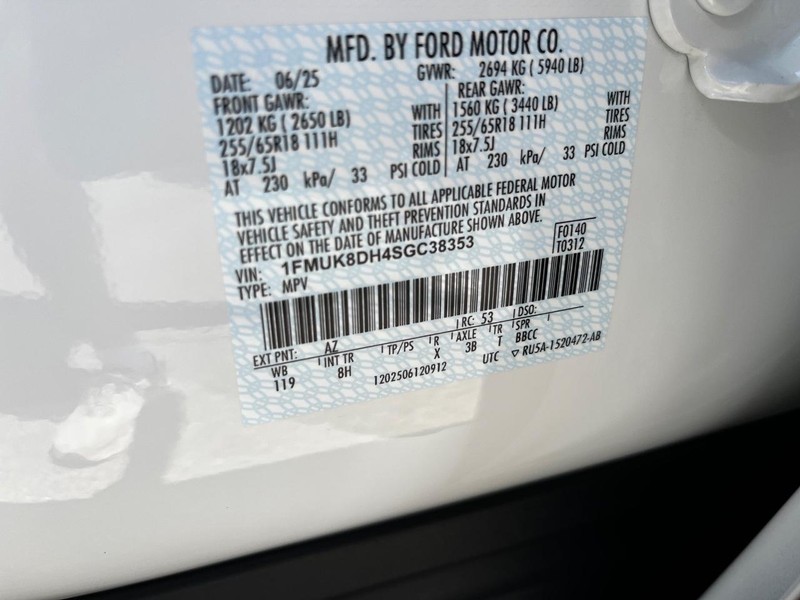 MFD. BY FORD MOTOR CO.
DATE: 06/25 GVWR: 2694 KG ( 5940 LB)
FRONT GAWR: REAR GAWR:
1202 KG ( 2650 LB) WITH 1560 KG ( 3440 LB) WITH
255/65R18 111H TIRES 255/65R18 111H TIRES
18x7.5J RIMS 18x7.5J RIMS
AT 230 kPa/ 33 PSI COLD AT 230 kPa/ 33 PSI COLD
THIS VEHICLE CONFORMS TO ALL APPLICABLE FEDERAL MOTOR
VEHICLE SAFETY AND THEFT PREVENTION STANDARDS IN
EFFECT ON THE DATE OF MANUFACTURE SHOWN ABOVE.
F0140
VIN: 1FMUK8DH4SGC38353 T0312
TYPE: MPV
EXT PNT: AZ RC: 53 DSO:
WB INT TR TP/PS R AXLE TR SPR
119 8H X 3B T BBCC
1202506120912 UTC ▽ RU5A-1520472-AB